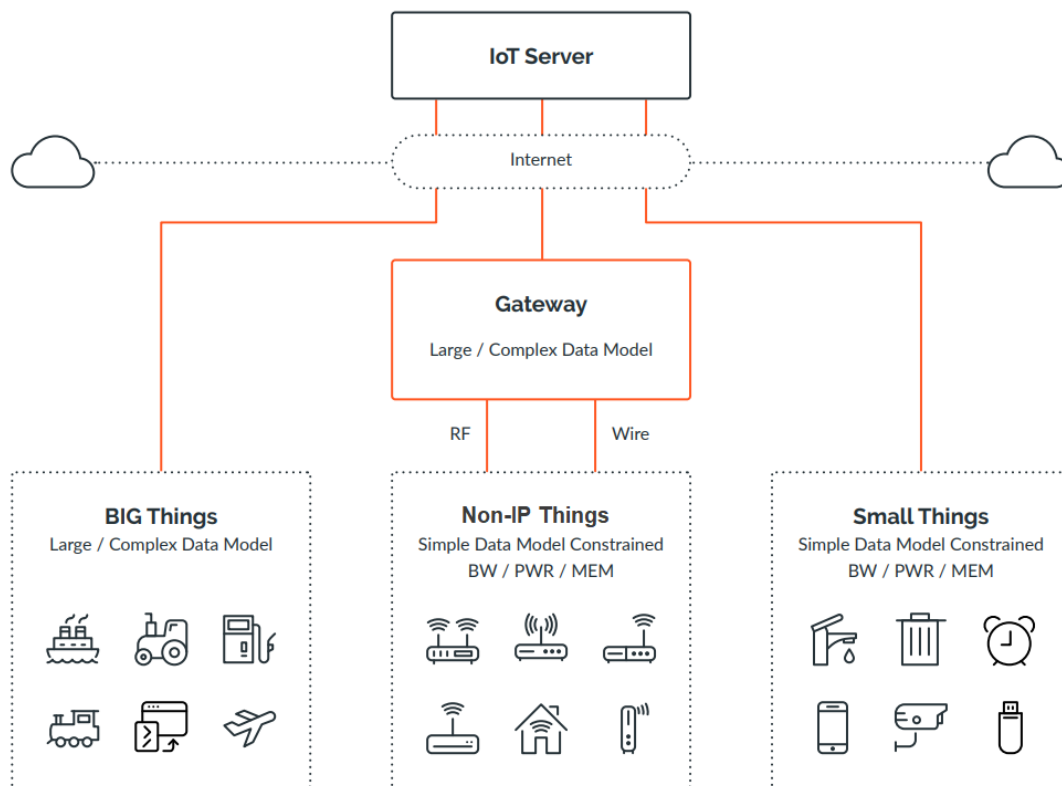 IoT Server
Internet
Gateway
Large / Complex Data Model
RF
Wire
BIG Things
Large / Complex Data Model
Non-IP Things
Simple Data Model Constrained
BW / PWR / MEM
Small Things
Simple Data Model Constrained
BW / PWR / MEM